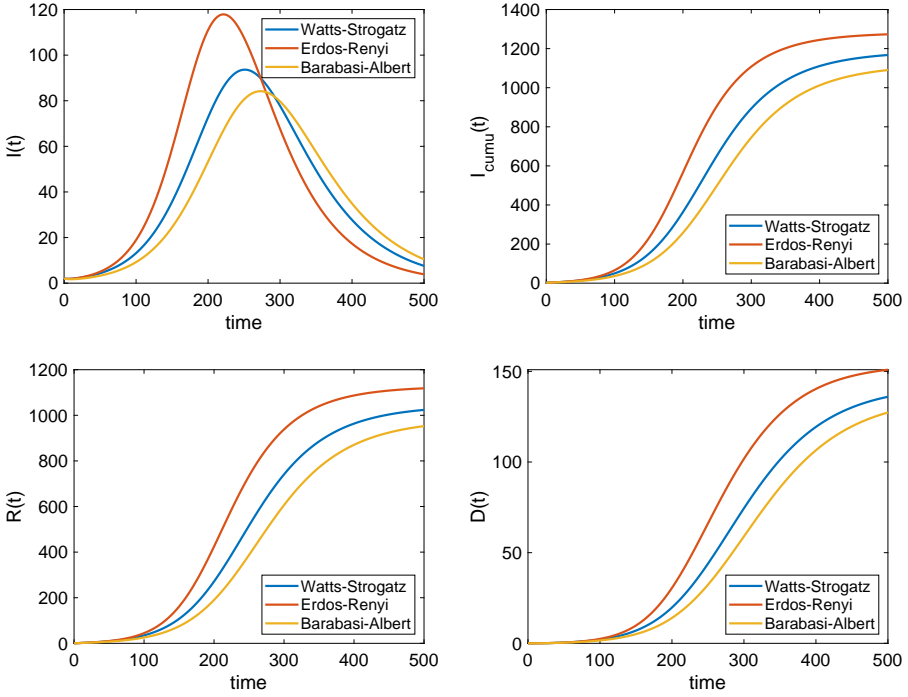 120
100
80
60
40
20
0
I(t)
0 100 200 300 400 500
time
Watts-Strogatz
Erdos-Renyi
Barabasi-Albert
1400
1200
1000
800
600
400
200
0
I_cumu(t)
0 100 200 300 400 500
time
Watts-Strogatz
Erdos-Renyi
Barabasi-Albert
1200
1000
800
600
400
200
0
R(t)
0 100 200 300 400 500
time
Watts-Strogatz
Erdos-Renyi
Barabasi-Albert
150
100
50
0
D(t)
0 100 200 300 400 500
time
Watts-Strogatz
Erdos-Renyi
Barabasi-Albert